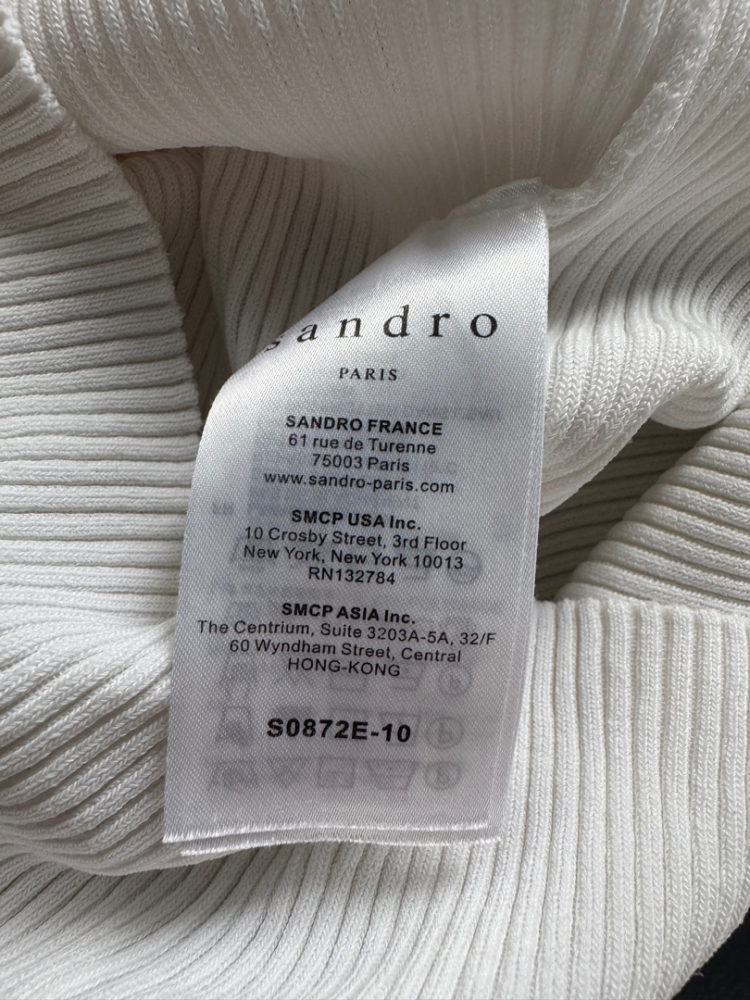 sandro
PARIS
SANDRO FRANCE
61 rue de Turenne
75003 Paris
www.sandro-paris.com
SMCP USA Inc.
10 Crosby Street, 3rd Floor
New York, New York 10013
RN132784
SMCP ASIA Inc.
The Centrium, Suite 3203A-5A, 32/F
60 Wyndham Street, Central
HONG-KONG
S0872E-10